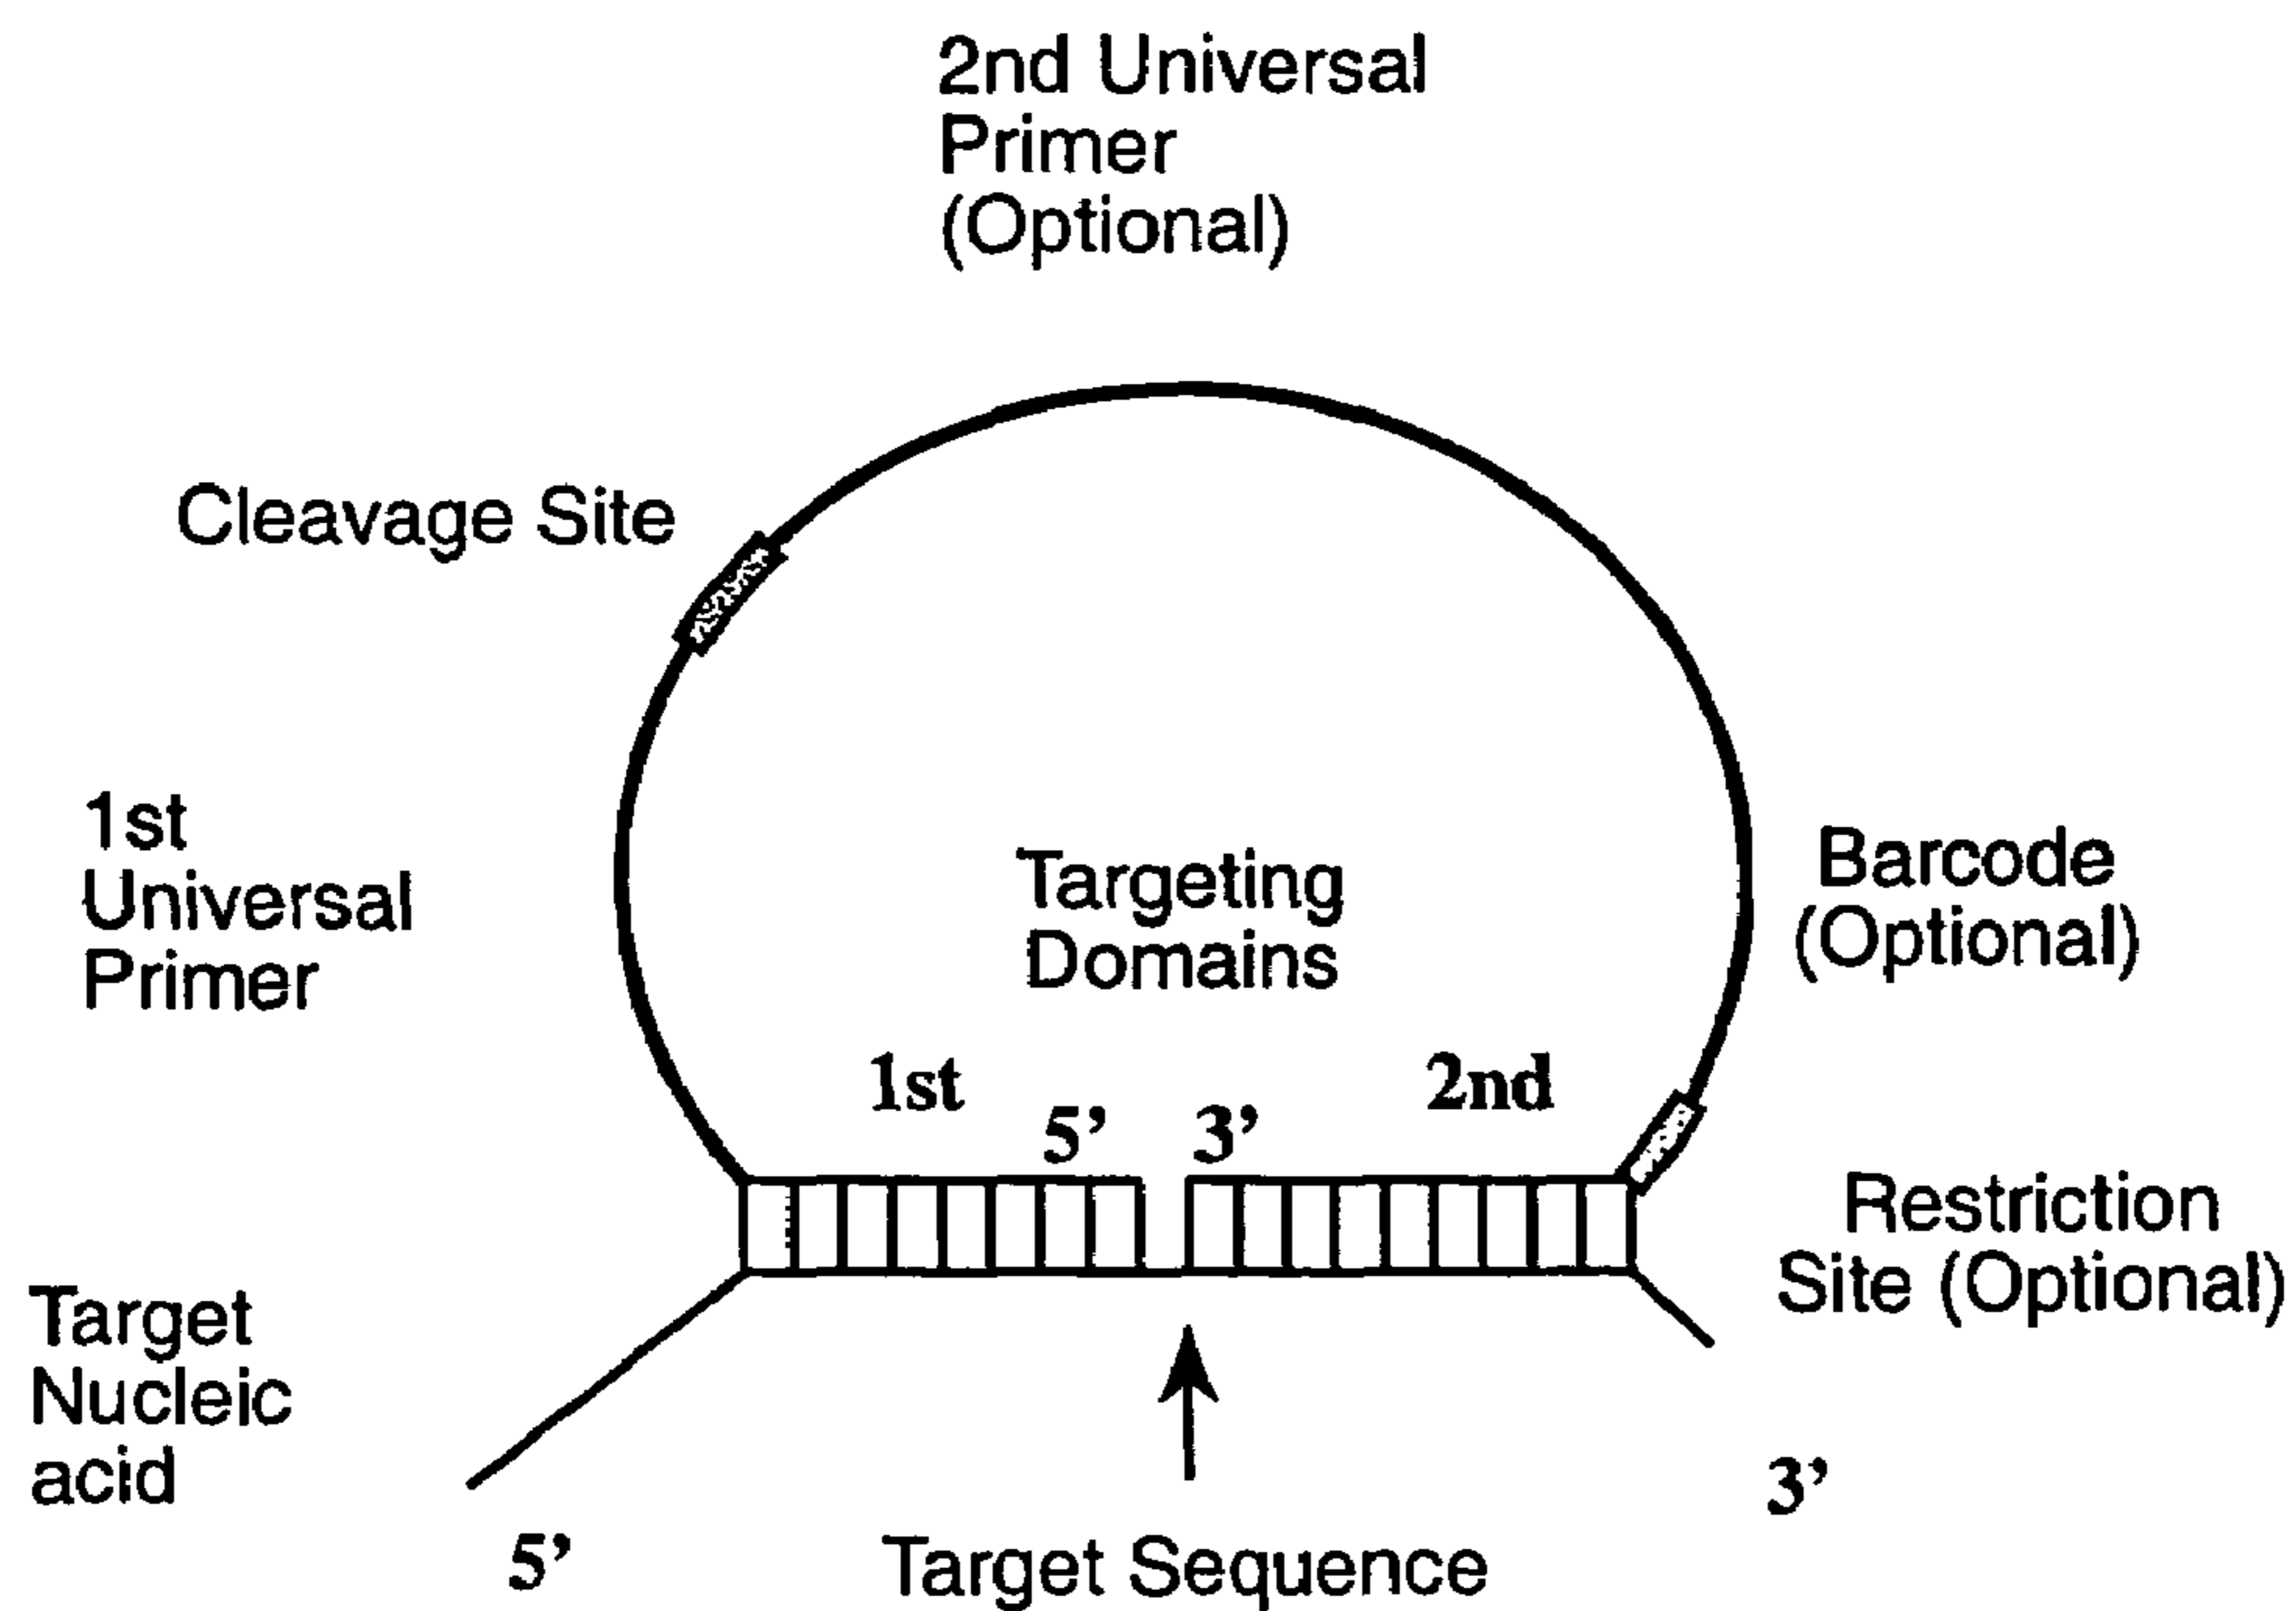 2nd Universal
Primer
(Optional)
Cleavage Site
1st
Universal
Primer
Targeting
Domains
Barcode
(Optional)
1st
2nd
5’
3’
Restriction
Site (Optional)
Target
Nucleic
acid
3’
5’
Target Sequence